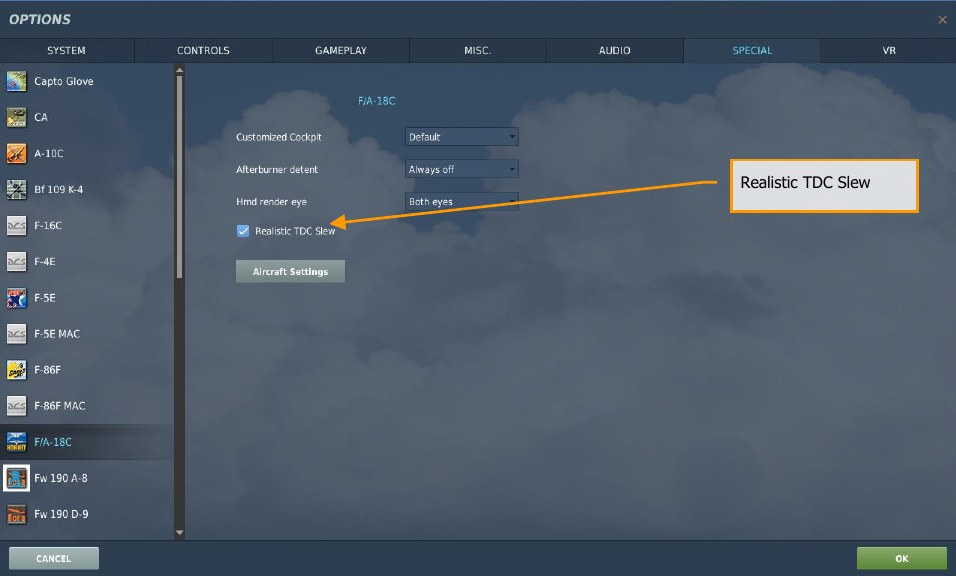 OPTIONS
SYSTEM CONTROLS GAMEPLAY MISC. AUDIO SPECIAL VR
Capto Glove
CA
A-10C
Bf 109 K-4
F-16C
F-4E
F-5E
F-5E MAC
F-86F
F-86F MAC
F/A-18C
Fw 190 A-8
Fw 190 D-9
F/A-18C
Customized Cockpit Default
Afterburner detent Always off
Hmd render eye Both eyes
Realistic TDC Slew
Aircraft Settings
Realistic TDC Slew
CANCEL
OK